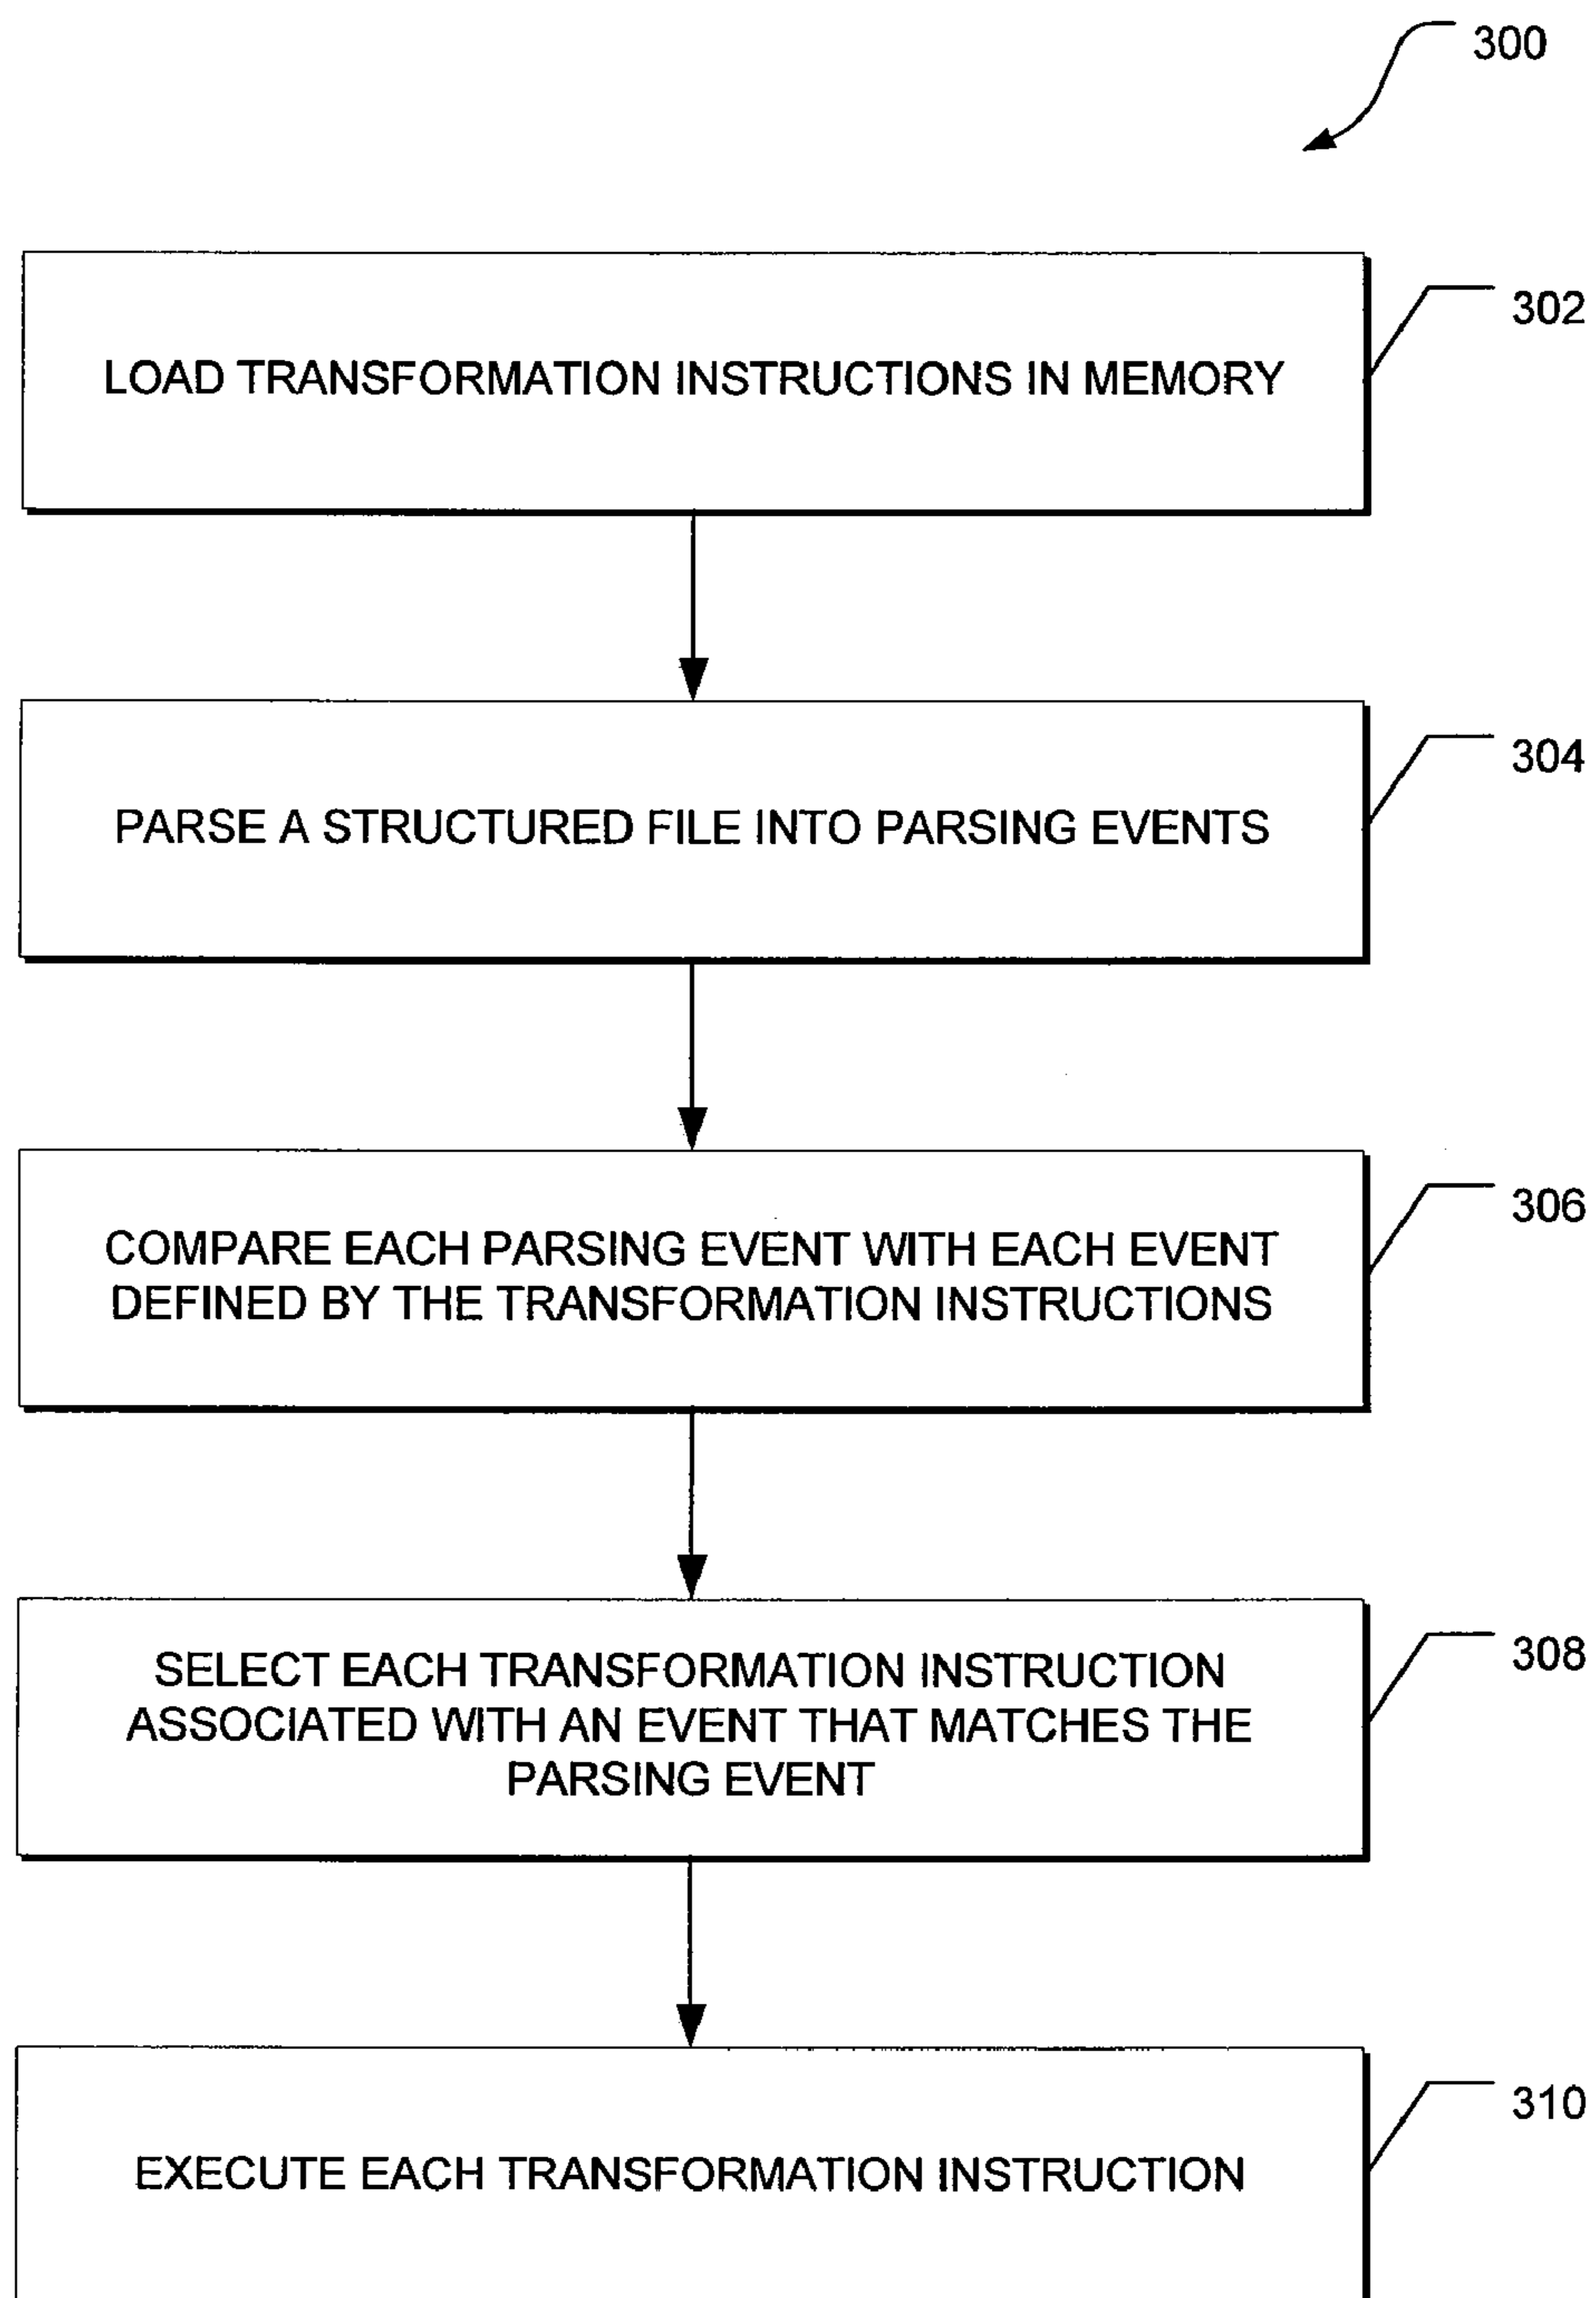 300
302
LOAD TRANSFORMATION INSTRUCTIONS IN MEMORY
304
PARSE A STRUCTURED FILE INTO PARSING EVENTS
306
COMPARE EACH PARSING EVENT WITH EACH EVENT
DEFINED BY THE TRANSFORMATION INSTRUCTIONS
308
SELECT EACH TRANSFORMATION INSTRUCTION
ASSOCIATED WITH AN EVENT THAT MATCHES THE
PARSING EVENT
310
EXECUTE EACH TRANSFORMATION INSTRUCTION